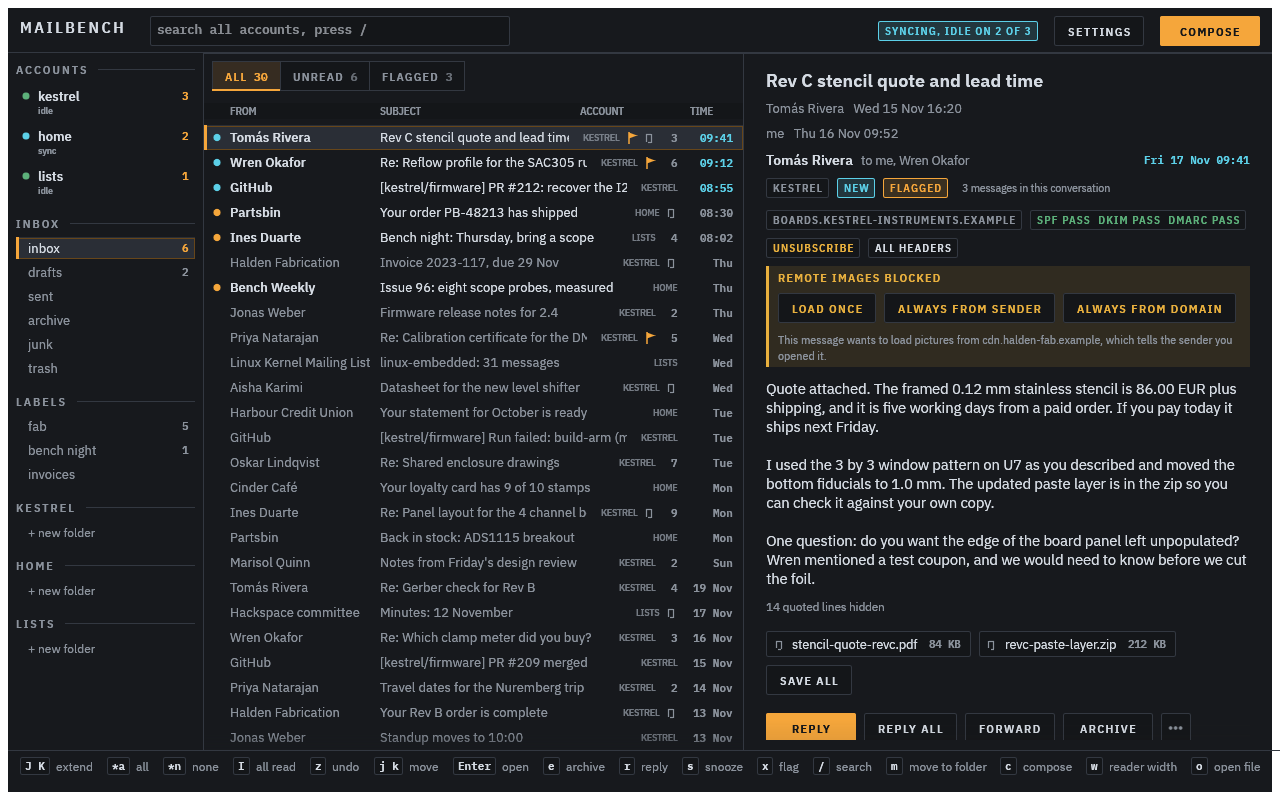 MAILBENCH
search all accounts, press /
SYNCING, IDLE ON 2 OF 3
SETTINGS
COMPOSE
ACCOUNTS
kestrel 3
idle
home 2
sync
lists 1
idle
INBOX
inbox 6
drafts 2
sent
archive
junk
trash
LABELS
fab 5
bench night 1
invoices
KESTREL
+ new folder
HOME
+ new folder
LISTS
+ new folder
ALL 30 UNREAD 6 FLAGGED 3
FROM SUBJECT ACCOUNT TIME
Tomás Rivera Rev C stencil quote and lead time KESTREL 3 09:41
Wren Okafor Re: Reflow profile for the SAC305 ru KESTREL 6 09:12
GitHub [kestrel/firmware] PR #212: recover the I2 KESTREL 08:55
Partsbin Your order PB-48213 has shipped HOME 08:30
Ines Duarte Bench night: Thursday, bring a scope LISTS 4 08:02
Halden Fabrication Invoice 2023-117, due 29 Nov KESTREL Thu
Bench Weekly Issue 96: eight scope probes, measured HOME Thu
Jonas Weber Firmware release notes for 2.4 KESTREL 2 Thu
Priya Natarajan Re: Calibration certificate for the DM KESTREL 5 Wed
Linux Kernel Mailing List linux-embedded: 31 messages LISTS Wed
Aisha Karimi Datasheet for the new level shifter KESTREL Wed
Harbour Credit Union Your statement for October is ready HOME Tue
GitHub [kestrel/firmware] Run failed: build-arm (m KESTREL Tue
Oskar Lindqvist Re: Shared enclosure drawings KESTREL 7 Tue
Cinder Café Your loyalty card has 9 of 10 stamps HOME Mon
Ines Duarte Re: Panel layout for the 4 channel b KESTREL 9 Mon
Partsbin Back in stock: ADS1115 breakout HOME Mon
Marisol Quinn Notes from Friday's design review KESTREL 2 Sun
Tomás Rivera Re: Gerber check for Rev B KESTREL 4 19 Nov
Hackspace committee Minutes: 12 November LISTS 17 Nov
Wren Okafor Re: Which clamp meter did you buy? KESTREL 3 16 Nov
GitHub [kestrel/firmware] PR #209 merged KESTREL 15 Nov
Priya Natarajan Travel dates for the Nuremberg trip KESTREL 2 14 Nov
Halden Fabrication Your Rev B order is complete KESTREL 13 Nov
Jonas Weber Standup moves to 10:00 KESTREL 13 Nov
Rev C stencil quote and lead time
Tomás Rivera Wed 15 Nov 16:20
me Thu 16 Nov 09:52
Tomás Rivera to me, Wren Okafor Fri 17 Nov 09:41
KESTREL NEW FLAGGED 3 messages in this conversation
BOARDS.KESTREL-INSTRUMENTS.EXAMPLE SPF PASS DKIM PASS DMARC PASS
UNSUBSCRIBE ALL HEADERS
REMOTE IMAGES BLOCKED
LOAD ONCE ALWAYS FROM SENDER ALWAYS FROM DOMAIN
This message wants to load pictures from cdn.halden-fab.example, which tells the sender you
opened it.
Quote attached. The framed 0.12 mm stainless stencil is 86.00 EUR plus
shipping, and it is five working days from a paid order. If you pay today it
ships next Friday.
I used the 3 by 3 window pattern on U7 as you described and moved the
bottom fiducials to 1.0 mm. The updated paste layer is in the zip so you
can check it against your own copy.
One question: do you want the edge of the board panel left unpopulated?
Wren mentioned a test coupon, and we would need to know before we cut
the foil.
14 quoted lines hidden
stencil-quote-revc.pdf 84 KB revc-paste-layer.zip 212 KB
SAVE ALL
REPLY REPLY ALL FORWARD ARCHIVE •••
J K extend *a all *n none I all read z undo j k move Enter open e archive r reply s snooze x flag / search m move to folder c compose w reader width o open file